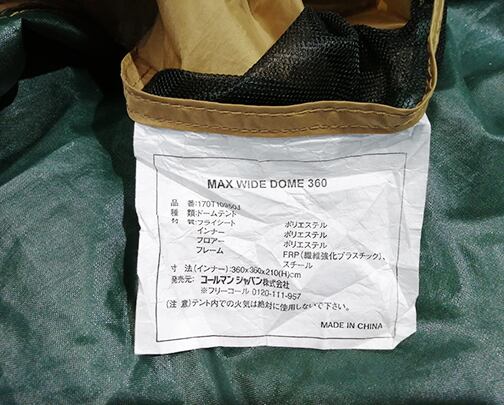 MAX WIDE DOME 360
品 番:170T10950J
種 類:ドームテント
材 質:フライシート ポリエステル
インナー ポリエステル
フロアー ポリエステル
フレーム FRP(繊維強化プラスチック)、
スチール
寸 法(インナー):360×360×210(H)cm
発売元: コールマン ジャパン株式会社
※フリーコール 0120-111-957
(注 意)テント内での火気は絶対に使用しないで下さい。
MADE IN CHINA